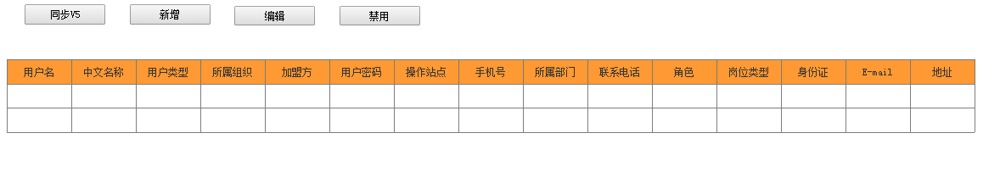 同步V5 新增 编辑 禁用
用户名 中文名称 用户类型 所属组织 加盟方 用户密码 操作站点 手机号 所属部门 联系电话 角色 岗位类型 身份证 E-mail 地址